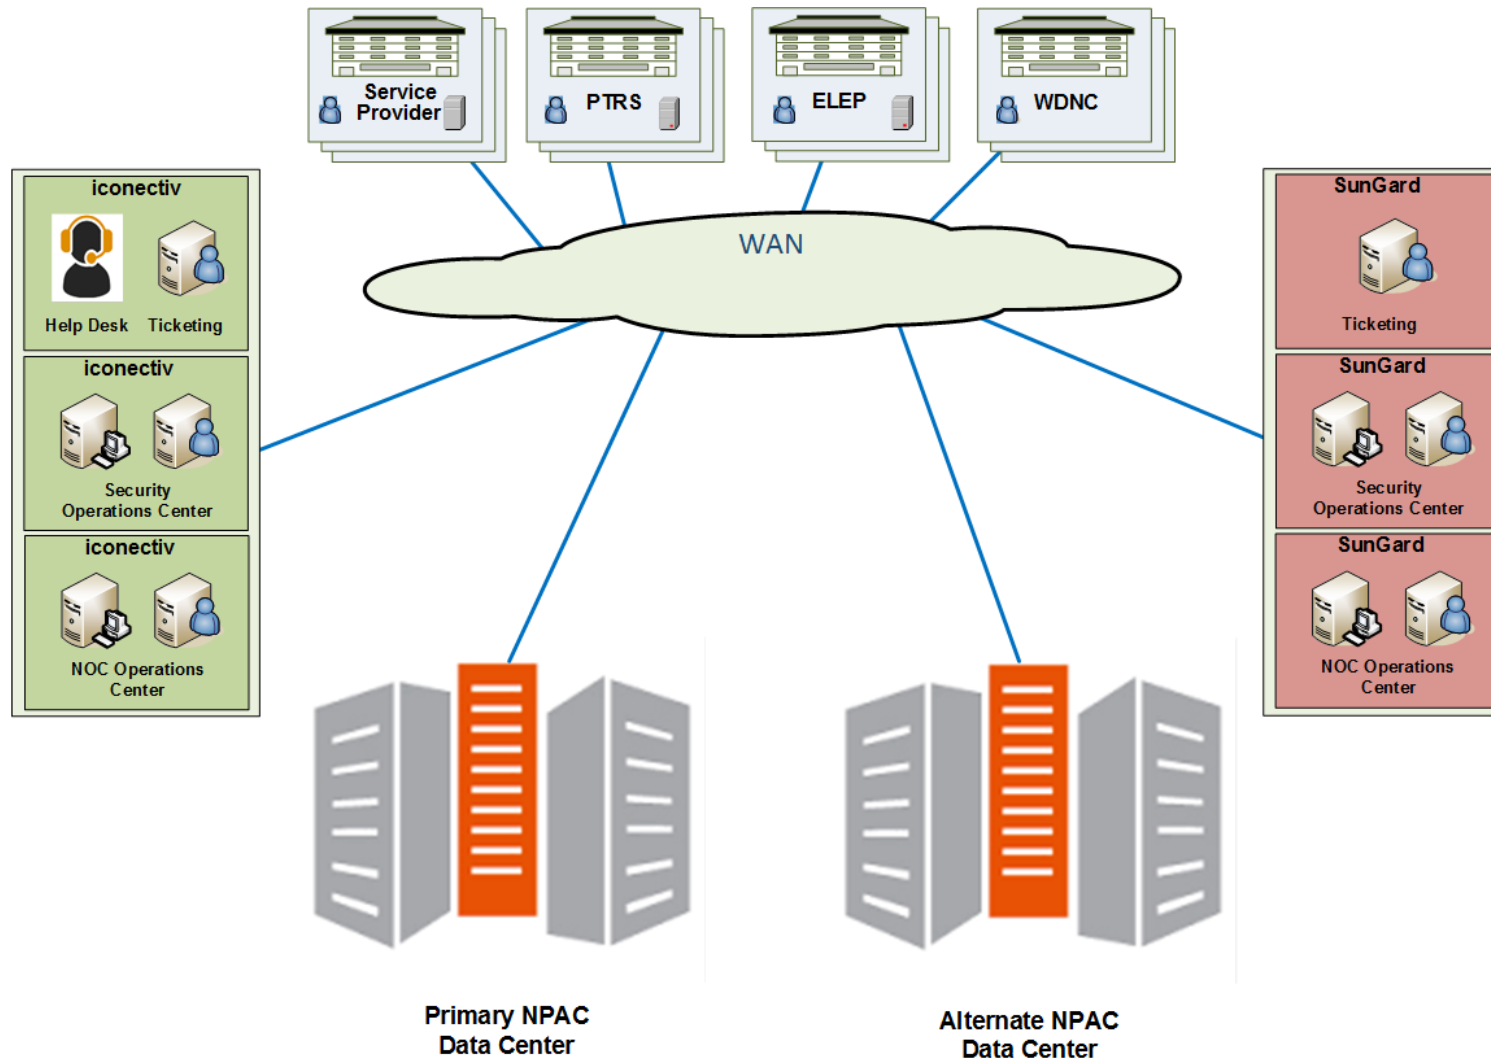 Service
Provider
PTRS
ELEP
WDNC
WAN
iconectiv
Help Desk
Ticketing
iconectiv
Security
Operations Center
iconectiv
NOC Operations
Center
SunGard
Ticketing
SunGard
Security
Operations Center
SunGard
NOC Operations
Center
Primary NPAC
Data Center
Alternate NPAC
Data Center